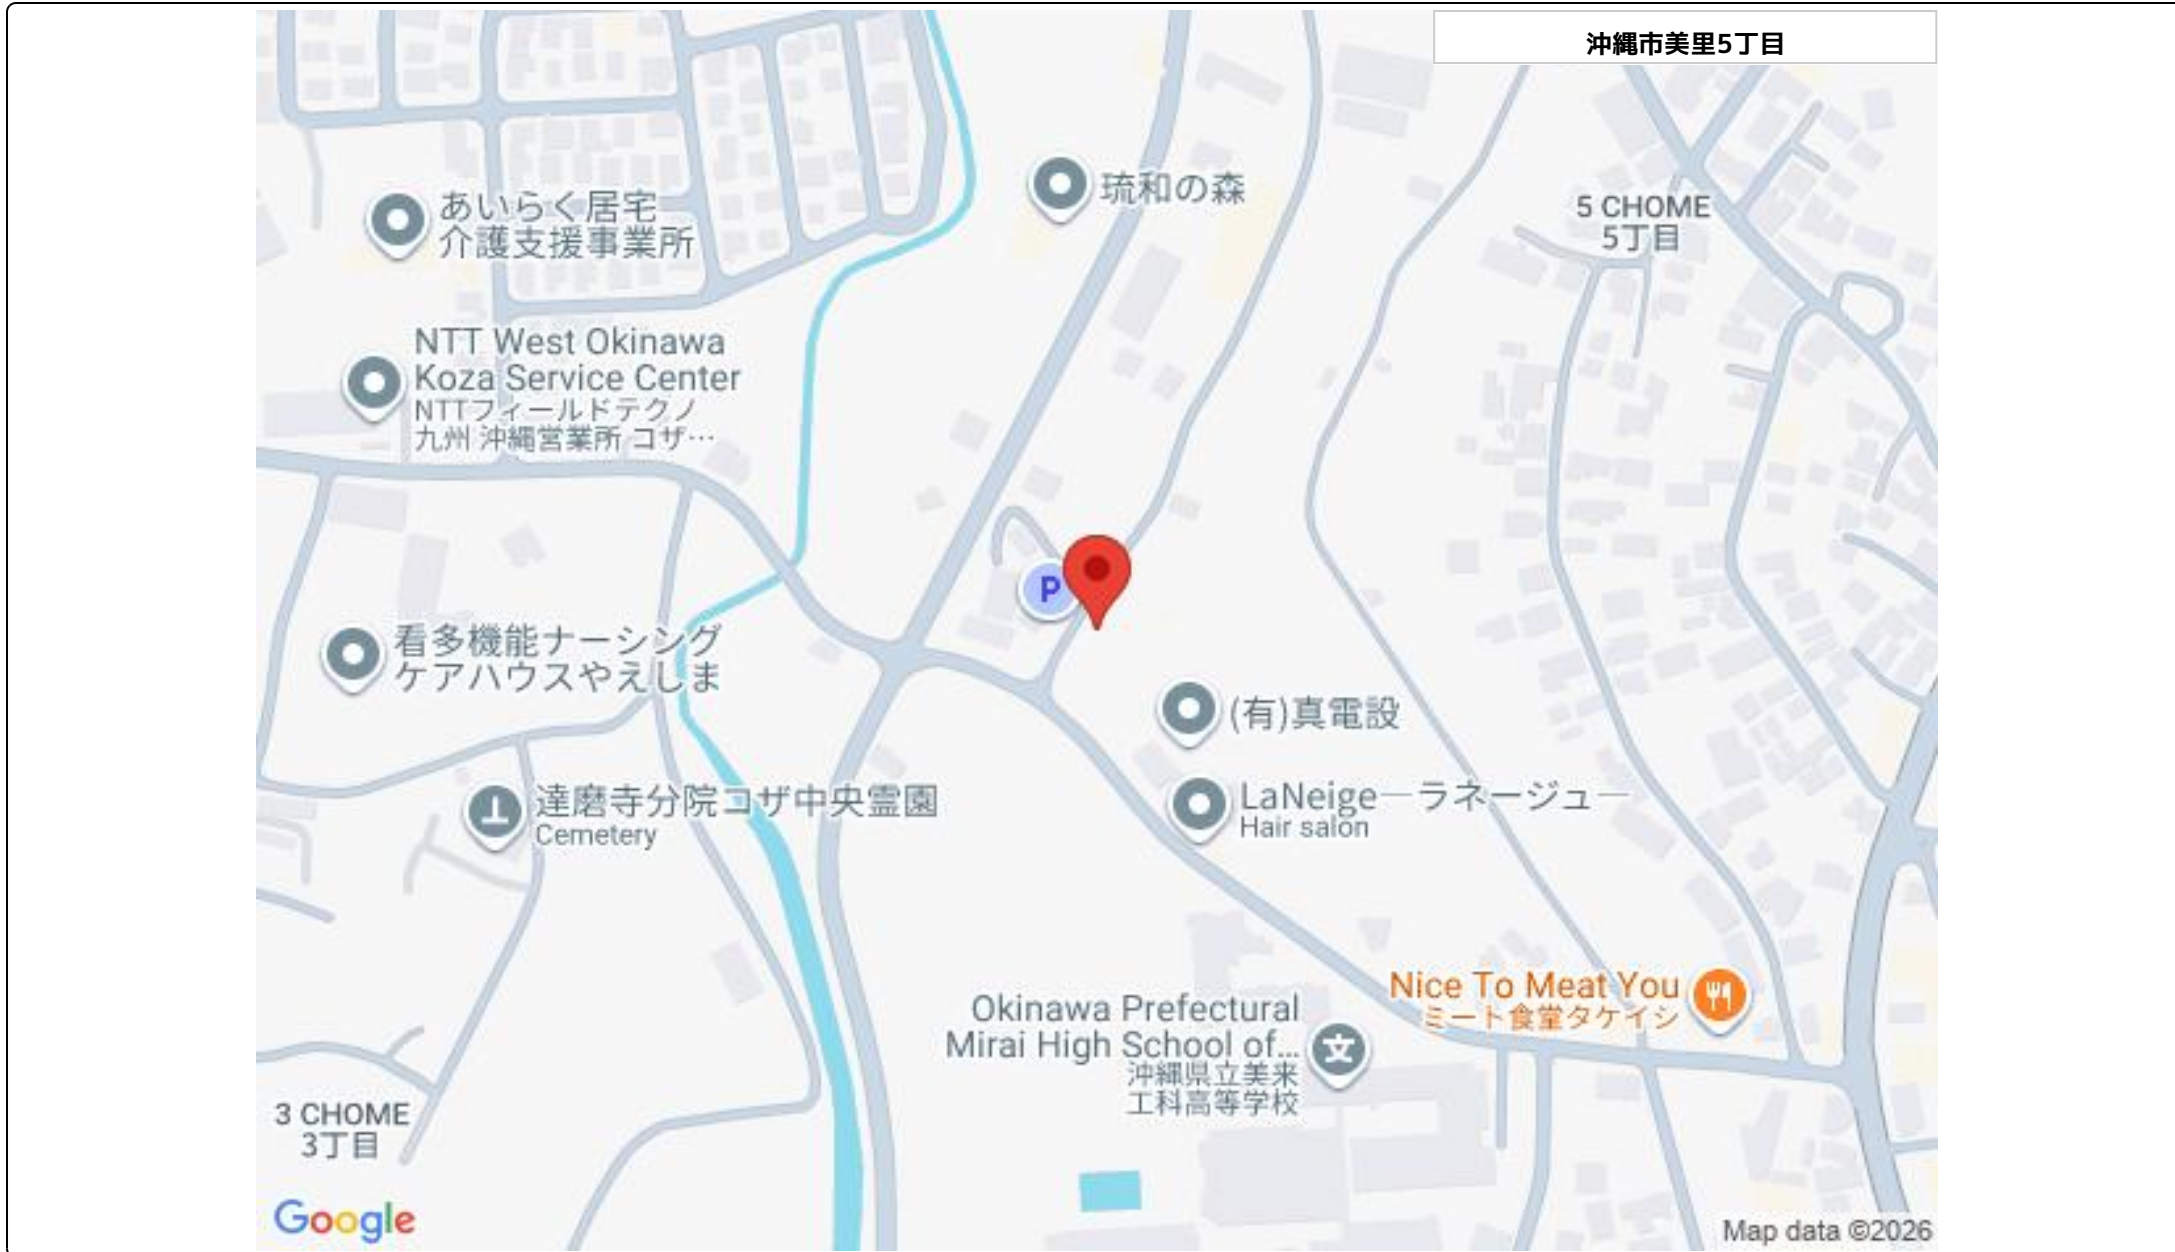 沖縄市美里5丁目
琉和の森
あいらく居宅
介護支援事業所
5 CHOME
5丁目
NTT West Okinawa
Koza Service Center
NTTフィールドテクノ
九州 沖縄営業所 コザ…
P
看多機能ナーシング
ケアハウスやえしま
(有)真電設
達磨寺分院コザ中央霊園
Cemetery
LaNeige—ラネージュ—
Hair salon
Nice To Meat You
ミート食堂タケイシ
Okinawa Prefectural
Mirai High School of...
沖縄県立美来
工科高等学校
文
3 CHOME
3丁目
Google
Map data ©2026